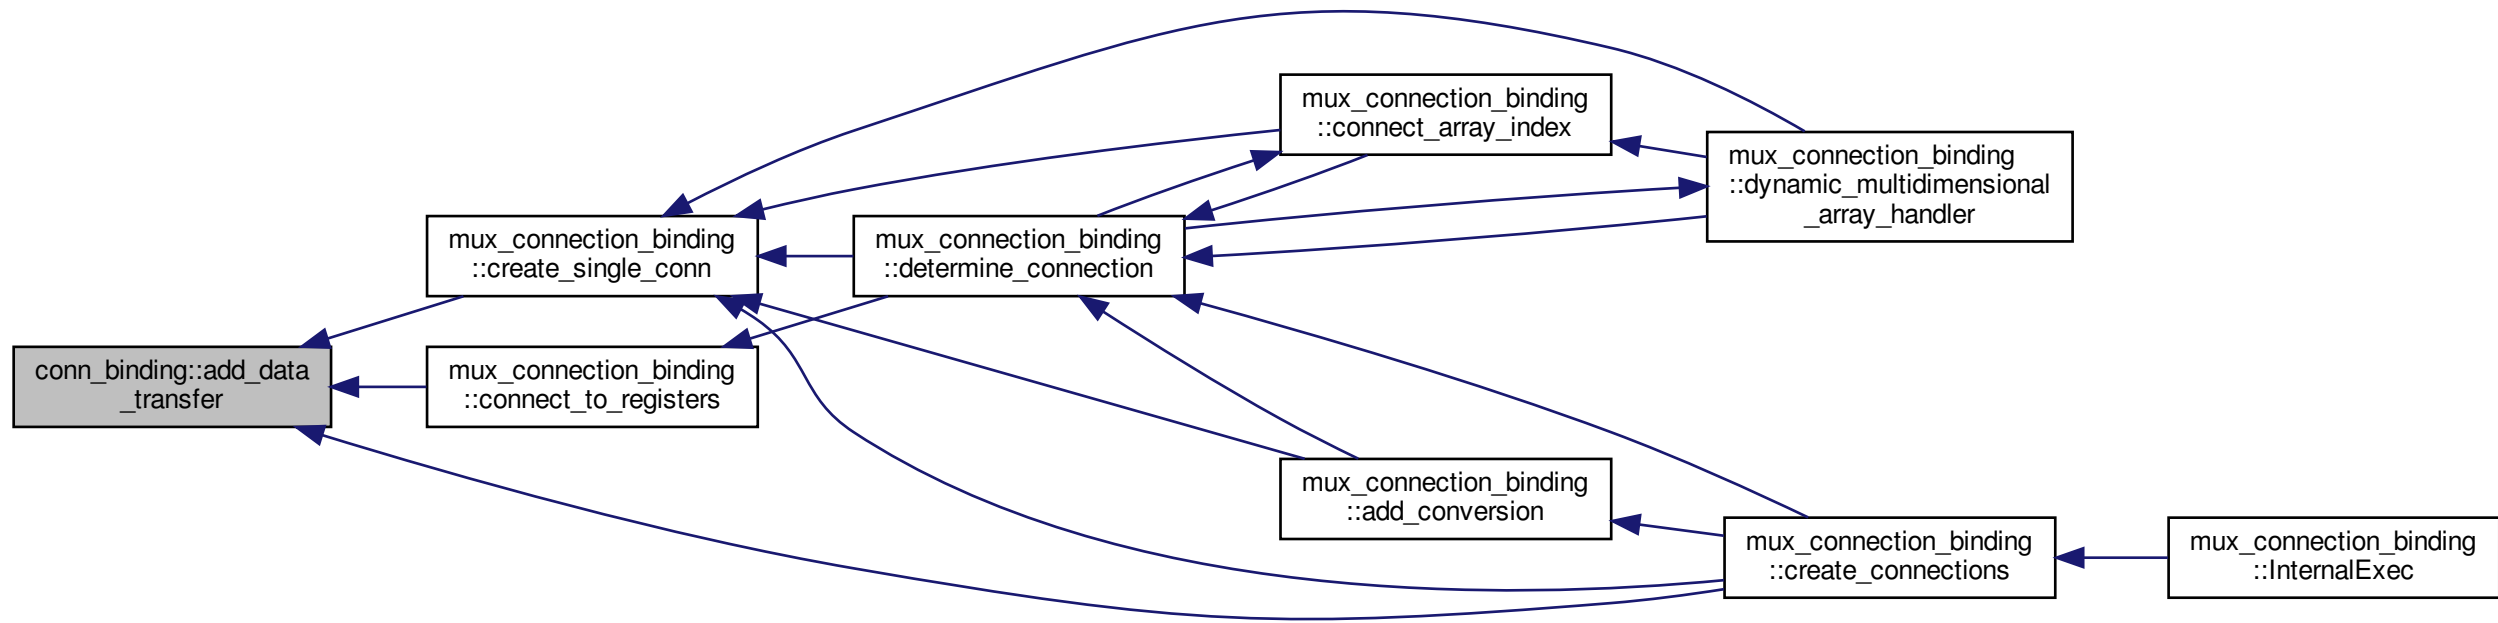 mux_connection_binding
::connect_array_index
mux_connection_binding
::dynamic_multidimensional
_array_handler
mux_connection_binding
::create_single_conn
mux_connection_binding
::determine_connection
conn_binding::add_data
_transfer
mux_connection_binding
::connect_to_registers
mux_connection_binding
::add_conversion
mux_connection_binding
::create_connections
mux_connection_binding
::InternalExec